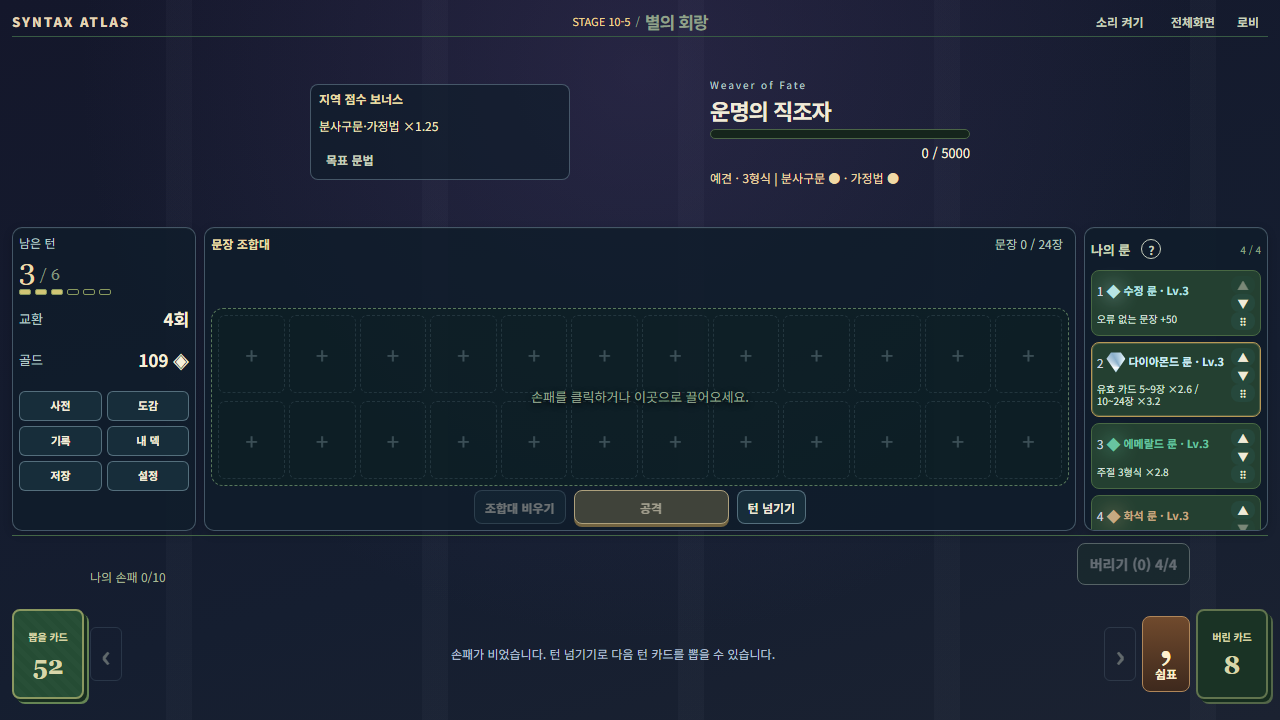 SYNTAX ATLAS
STAGE 10-5 / 별의 회랑
소리 켜기 전체화면 로비
지역 점수 보너스
분사구문·가정법 ×1.25
목표 문법
Weaver of Fate
운명의 직조자
0 / 5000
예견 · 3형식 | 분사구문 · 가정법
남은 턴
3 / 6
교환 4회
골드 109
사전 도감
기록 내 덱
저장 설정
문장 조합대 문장 0 / 24장
손패를 클릭하거나 이곳으로 끌어오세요.
조합대 비우기 공격 턴 넘기기
나의 룬 ? 4 / 4
1 수정 룬 · Lv.3
오류 없는 문장 +50
2 다이아몬드 룬 · Lv.3
유효 카드 5~9장 ×2.6 /
10~24장 ×3.2
3 에메랄드 룬 · Lv.3
주절 3형식 ×2.8
4 화석 룬 · Lv.3
나의 손패 0/10
버리기 (0) 4/4
뽑을 카드
52
손패가 비었습니다. 턴 넘기기로 다음 턴 카드를 뽑을 수 있습니다.
,
쉼표
버린 카드
8